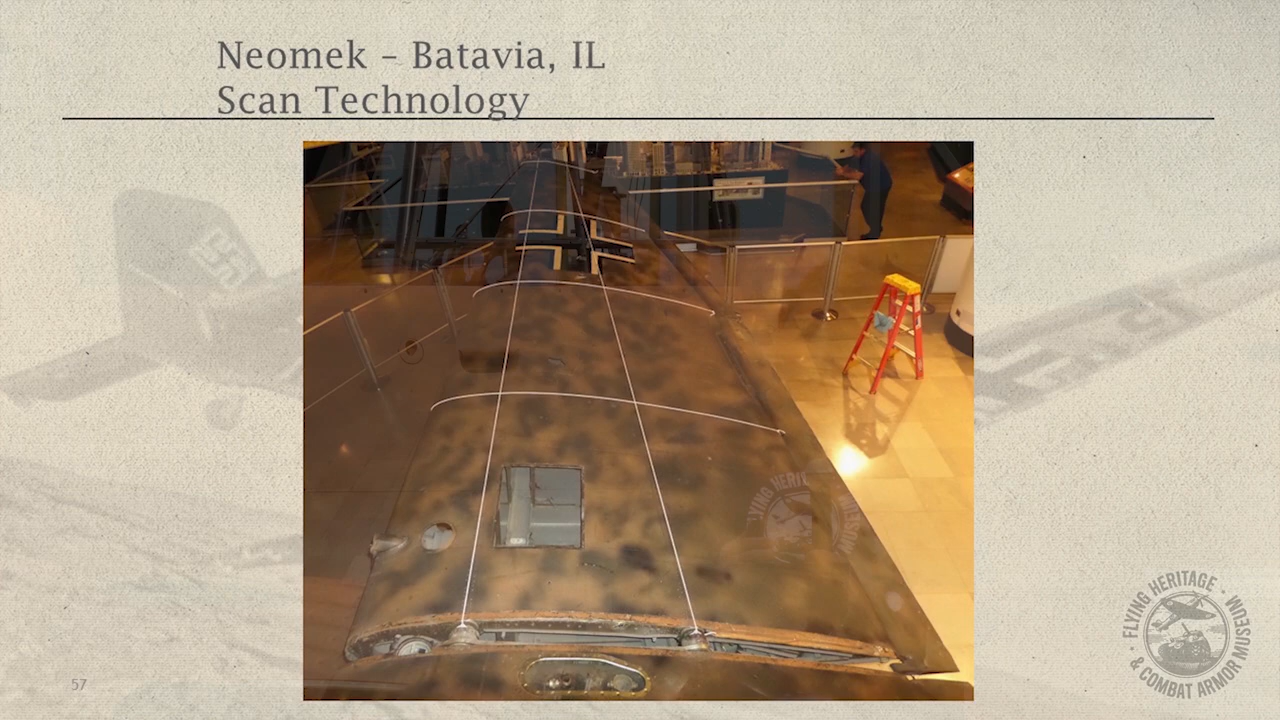 Neomek – Batavia, IL
Scan Technology
57
FLYING HERITAGE
& COMBAT ARMOR MUSEUM